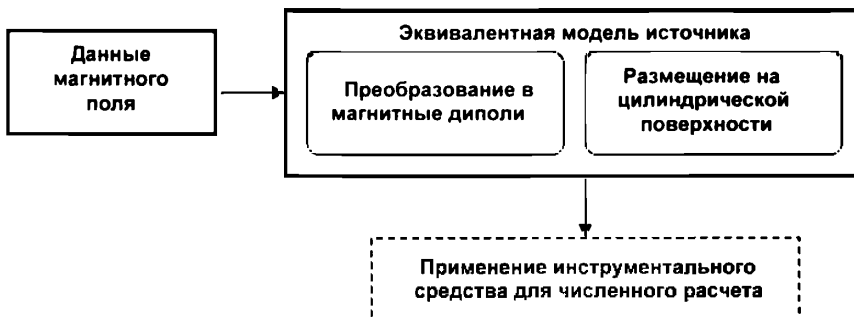 Данные
магнитного
поля
Эквивалентная модель источника
Преобразование в
магнитные диполи
Размещение на
цилиндрической
поверхности
Применение инструментального
средства для численного расчета